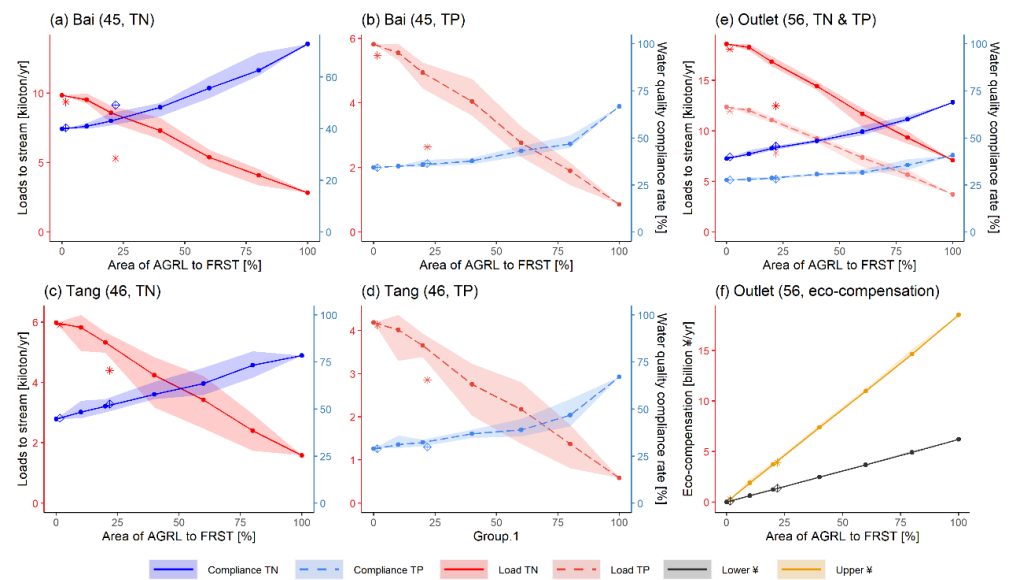 (a) Bai (45, TN)
Loads to stream [kiloton/yr]
10
5
0
60
40
20
0
0 25 50 75 100
Area of AGRL to FRST [%]
(b) Bai (45, TP)
6
4
2
0
100
75
50
25
0
Water quality compliance rate [%]
0 25 50 75 100
Area of AGRL to FRST [%]
(e) Outlet (56, TN & TP)
Loads to stream [kiloton/yr]
15
10
5
0
100
75
50
25
0
Water quality compliance rate [%]
0 25 50 75 100
Area of AGRL to FRST [%]
(c) Tang (46, TN)
Loads to stream [kiloton/yr]
6
4
2
0
100
75
50
25
0
0 25 50 75 100
Area of AGRL to FRST [%]
(d) Tang (46, TP)
4
3
2
1
0
100
75
50
25
0
Water quality compliance rate [%]
0 25 50 75 100
Group.1
(f) Outlet (56, eco-compensation)
Eco-compensation [billion ¥/yr]
15
10
5
0
0 25 50 75 100
Area of AGRL to FRST [%]
Compliance TN Compliance TP Load TN Load TP Lower ¥ Upper ¥